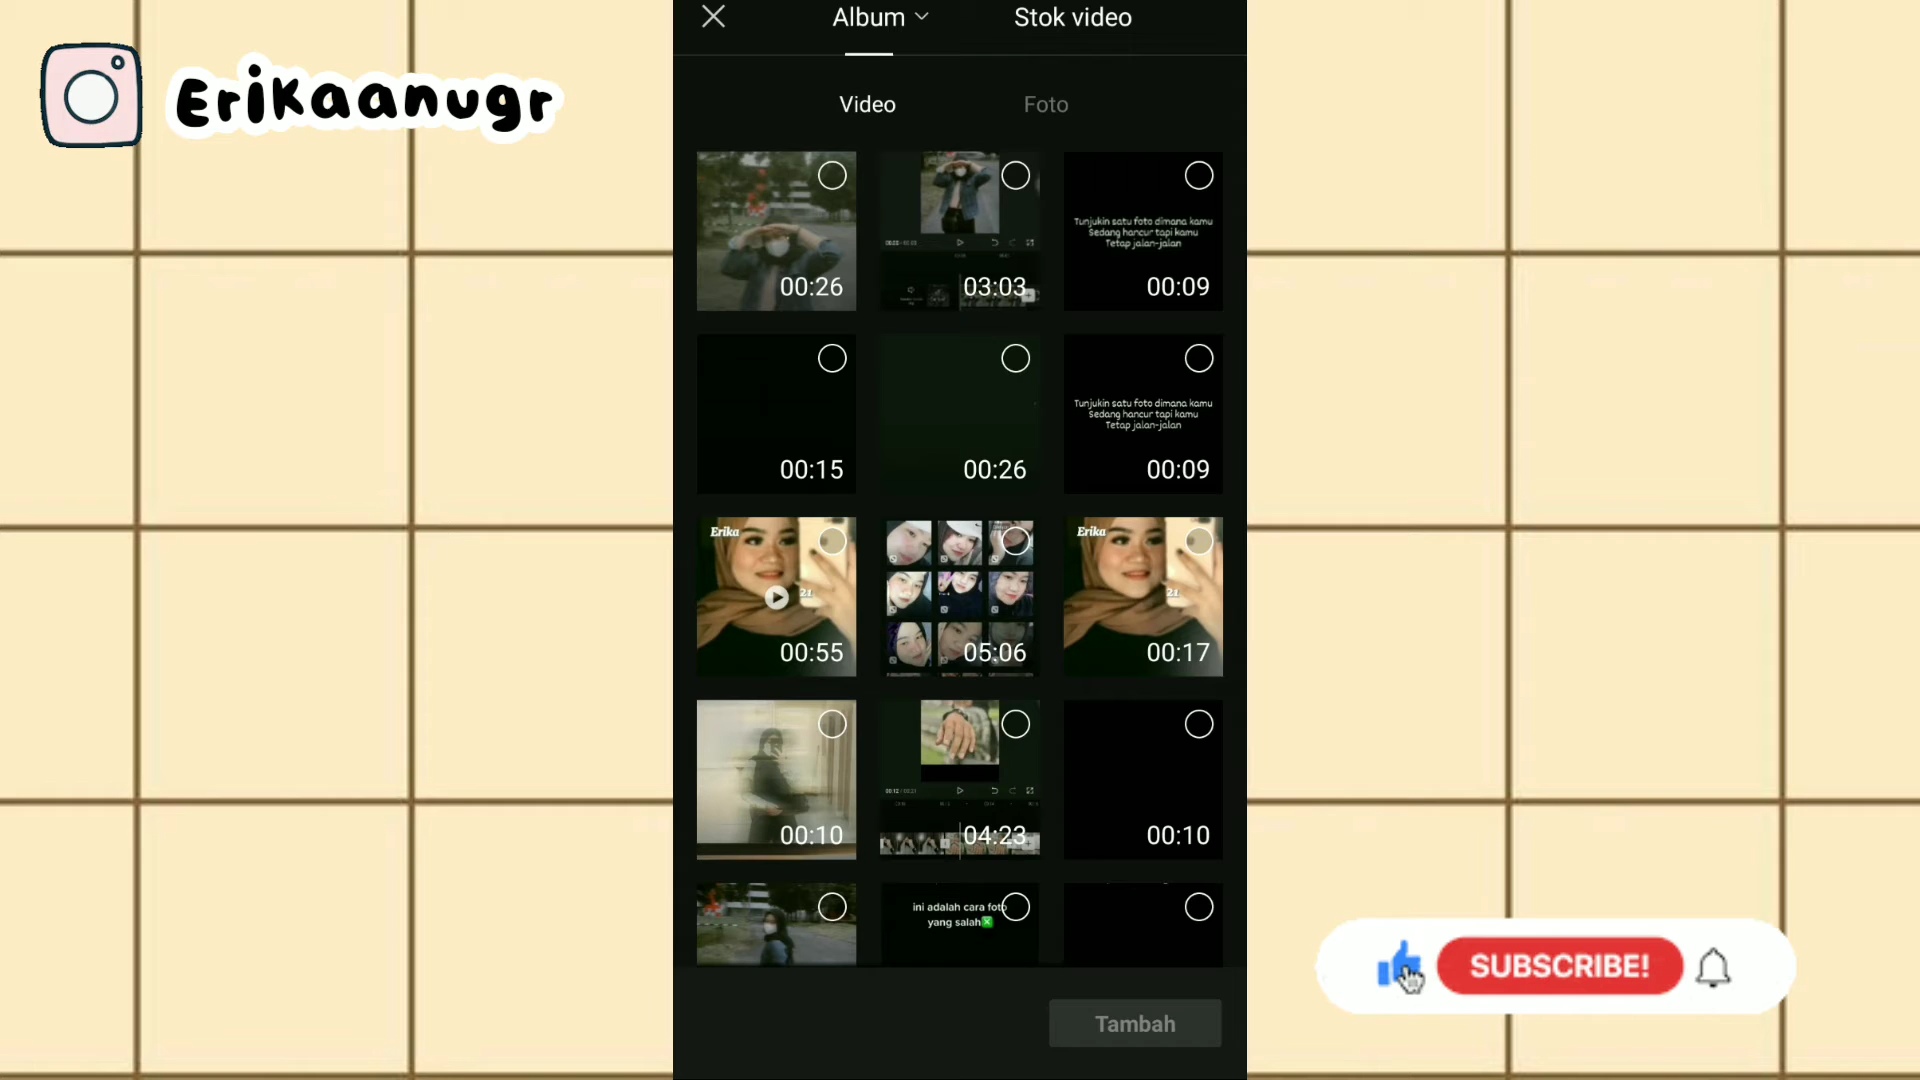 Erikaanugr
Album
Stok video
Video
Foto
00:26
03:03
Tunjukin satu foto dimana kamu
Sedang hancur tapi kamu
Tetap jalan-jalan
00:09
00:15
00:26
Tunjukin satu foto dimana kamu
Sedang hancur tapi kamu
Tetap jalan-jalan
00:09
Erika
21
00:55
05:06
Erika
21
00:17
00:10
04:23
00:10
ini adalah cara foto
yang salah
SUBSCRIBE!
Tambah